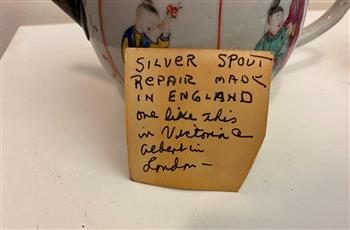 SILVER SPOUT
REPAIR MADE
IN ENGLAND
one like this
in Victoria &
albert in
London -